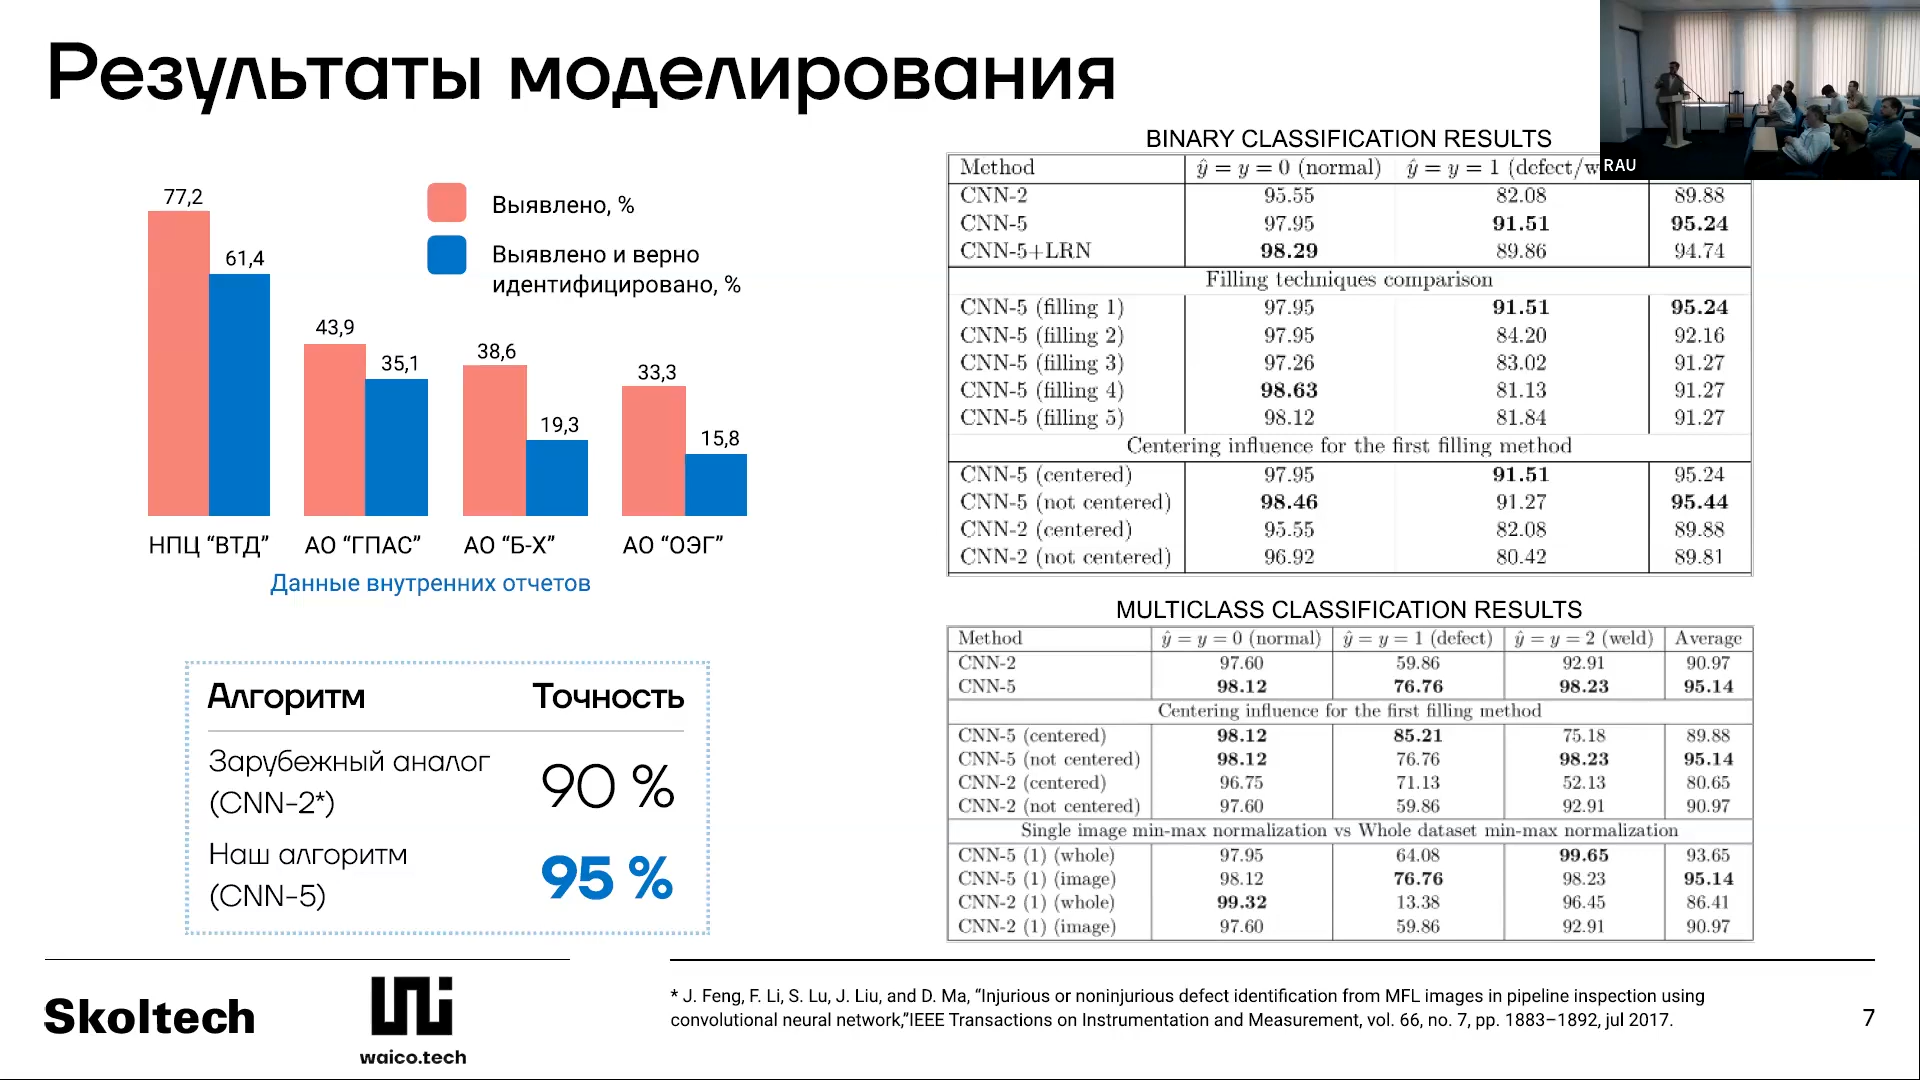 Результаты моделирования
RAU
77,2
61,4
43,9
35,1
38,6
19,3
33,3
15,8
Выявлено, %
Выявлено и верно
идентифицировано, %
НПЦ “ВТД” АО “ГПАС” АО “Б-Х” АО “ОЭГ”
Данные внутренних отчетов
Алгоритм Точность
Зарубежный аналог
(CNN-2*)
90 %
Наш алгоритм
(CNN-5)
95 %
BINARY CLASSIFICATION RESULTS
Method ŷ = y = 0 (normal) ŷ = y = 1 (defect/w
CNN-2 95.55 82.08 89.88
CNN-5 97.95 91.51 95.24
CNN-5+LRN 98.29 89.86 94.74
Filling techniques comparison
CNN-5 (filling 1) 97.95 91.51 95.24
CNN-5 (filling 2) 97.95 84.20 92.16
CNN-5 (filling 3) 97.26 83.02 91.27
CNN-5 (filling 4) 98.63 81.13 91.27
CNN-5 (filling 5) 98.12 81.84 91.27
Centering influence for the first filling method
CNN-5 (centered) 97.95 91.51 95.24
CNN-5 (not centered) 98.46 91.27 95.44
CNN-2 (centered) 95.55 82.08 89.88
CNN-2 (not centered) 96.92 80.42 89.81
MULTICLASS CLASSIFICATION RESULTS
Method ŷ = y = 0 (normal) ŷ = y = 1 (defect) ŷ = y = 2 (weld) Average
CNN-2 97.60 59.86 92.91 90.97
CNN-5 98.12 76.76 98.23 95.14
Centering influence for the first filling method
CNN-5 (centered) 98.12 85.21 75.18 89.88
CNN-5 (not centered) 98.12 76.76 98.23 95.14
CNN-2 (centered) 96.75 71.13 52.13 80.65
CNN-2 (not centered) 97.60 59.86 92.91 90.97
Single image min-max normalization vs Whole dataset min-max normalization
CNN-5 (1) (whole) 97.95 64.08 99.65 93.65
CNN-5 (1) (image) 98.12 76.76 98.23 95.14
CNN-2 (1) (whole) 99.32 13.38 96.45 86.41
CNN-2 (1) (image) 97.60 59.86 92.91 90.97
Skoltech
waico.tech
* J. Feng, F. Li, S. Lu, J. Liu, and D. Ma, “Injurious or noninjurious defect identification from MFL images in pipeline inspection using
convolutional neural network,”IEEE Transactions on Instrumentation and Measurement, vol. 66, no. 7, pp. 1883–1892, jul 2017.
7